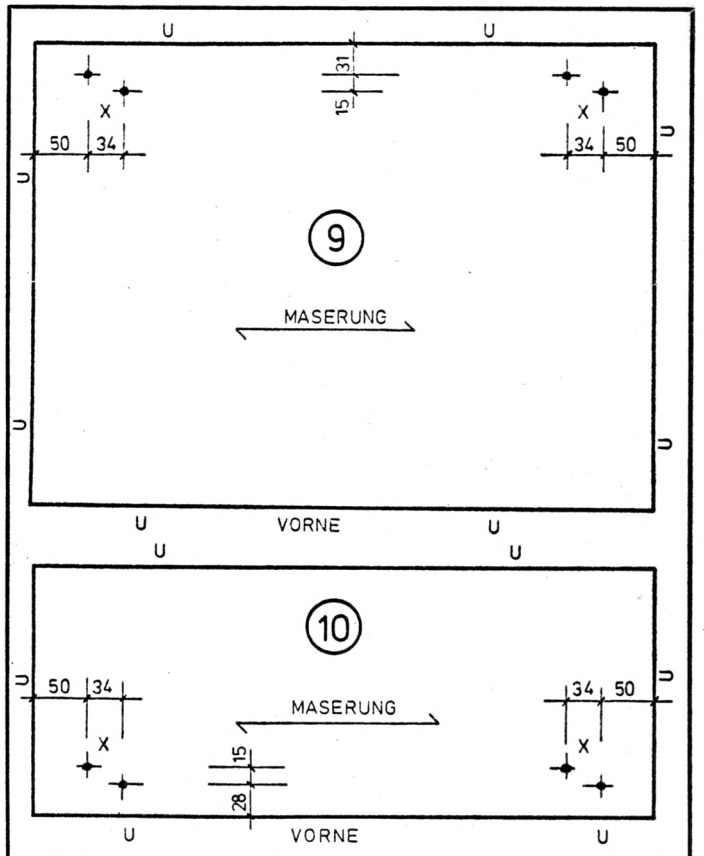 U U
31
15
X X
50 34 34 50
U U
9
MASERUNG
U U
U VORNE U
U U
10
U 50 34 34 50 U
MASERUNG
X X
15
28
U VORNE U